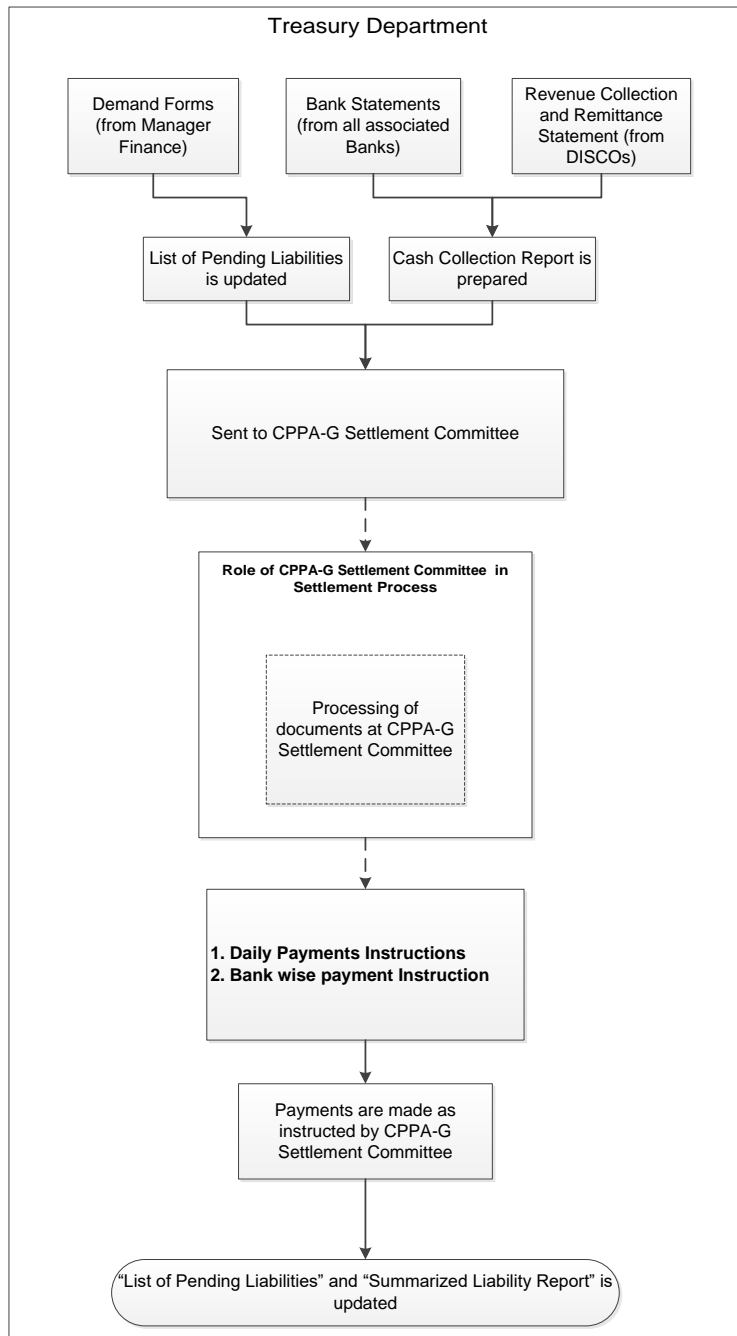 Treasury Department
Demand Forms
(from Manager
Finance)
Bank Statements
(from all associated
Banks)
Revenue Collection
and Remittance
Statement (from
DISCOs)
List of Pending Liabilities
is updated
Cash Collection Report is
prepared
Sent to CPPA-G Settlement Committee
Role of CPPA-G Settlement Committee in
Settlement Process
Processing of
documents at CPPA-G
Settlement Committee
1. Daily Payments Instructions
2. Bank wise payment Instruction
Payments are made as
instructed by CPPA-G
Settlement Committee
“List of Pending Liabilities” and “Summarized Liability Report” is
updated